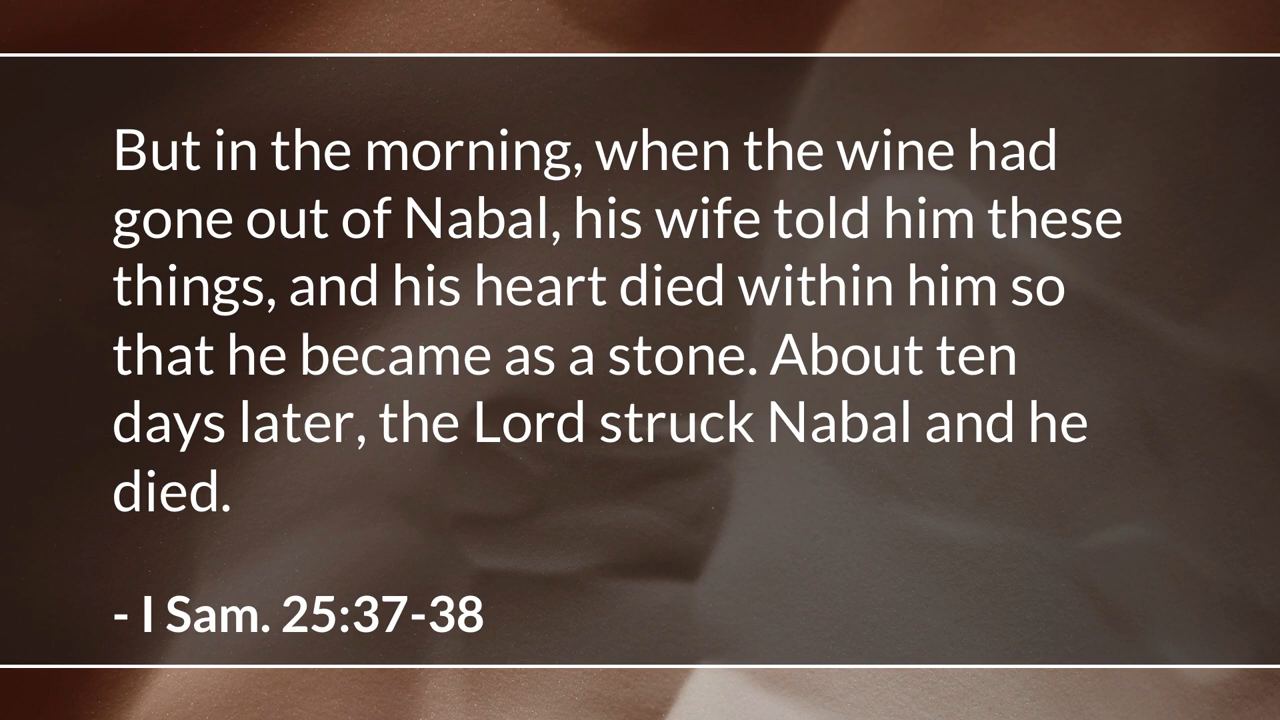 But in the morning, when the wine had
gone out of Nabal, his wife told him these
things, and his heart died within him so
that he became as a stone. About ten
days later, the Lord struck Nabal and he
died.
- I Sam. 25:37-38